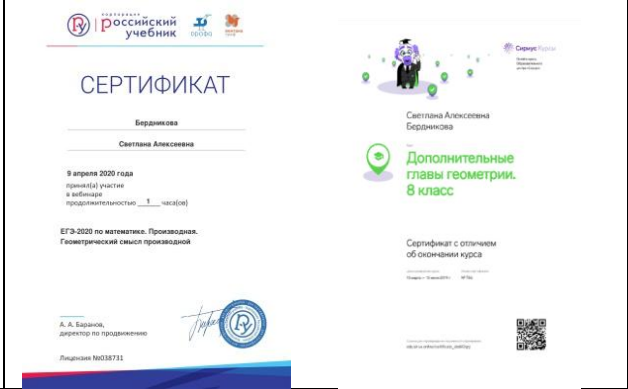 корпорация
российский
учебник
СЕРТИФИКАТ
Бердникова
Светлана Алексеевна
9 апреля 2020 года
принял(а) участие
в вебинаре
продолжительностью 1 часа(ов)
ЕГЭ-2020 по математике. Производная.
Геометрический смысл производной
А. А. Баранов,
директор по продвижению
Лицензия №038731
Сириус.Курсы
Светлана Алексеевна
Бердникова
Дополнительные
главы геометрии.
8 класс
Сертификат с отличием
об окончании курса